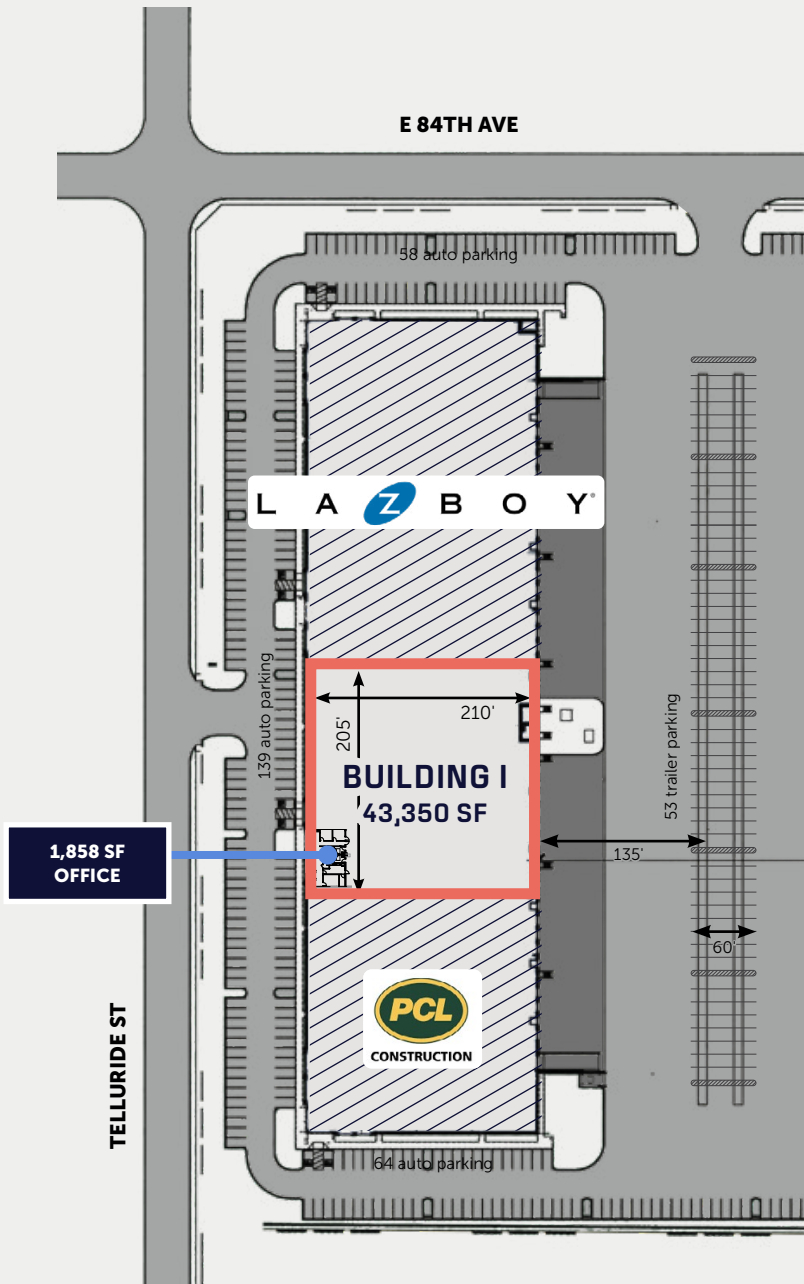 E 84TH AVE
58 auto parking
L A Z B O Y
139 auto parking
205'
210'
BUILDING I
43,350 SF
53 trailer parking
1,858 SF
OFFICE
135'
60'
PCL
CONSTRUCTION
TELLURIDE ST
64 auto parking